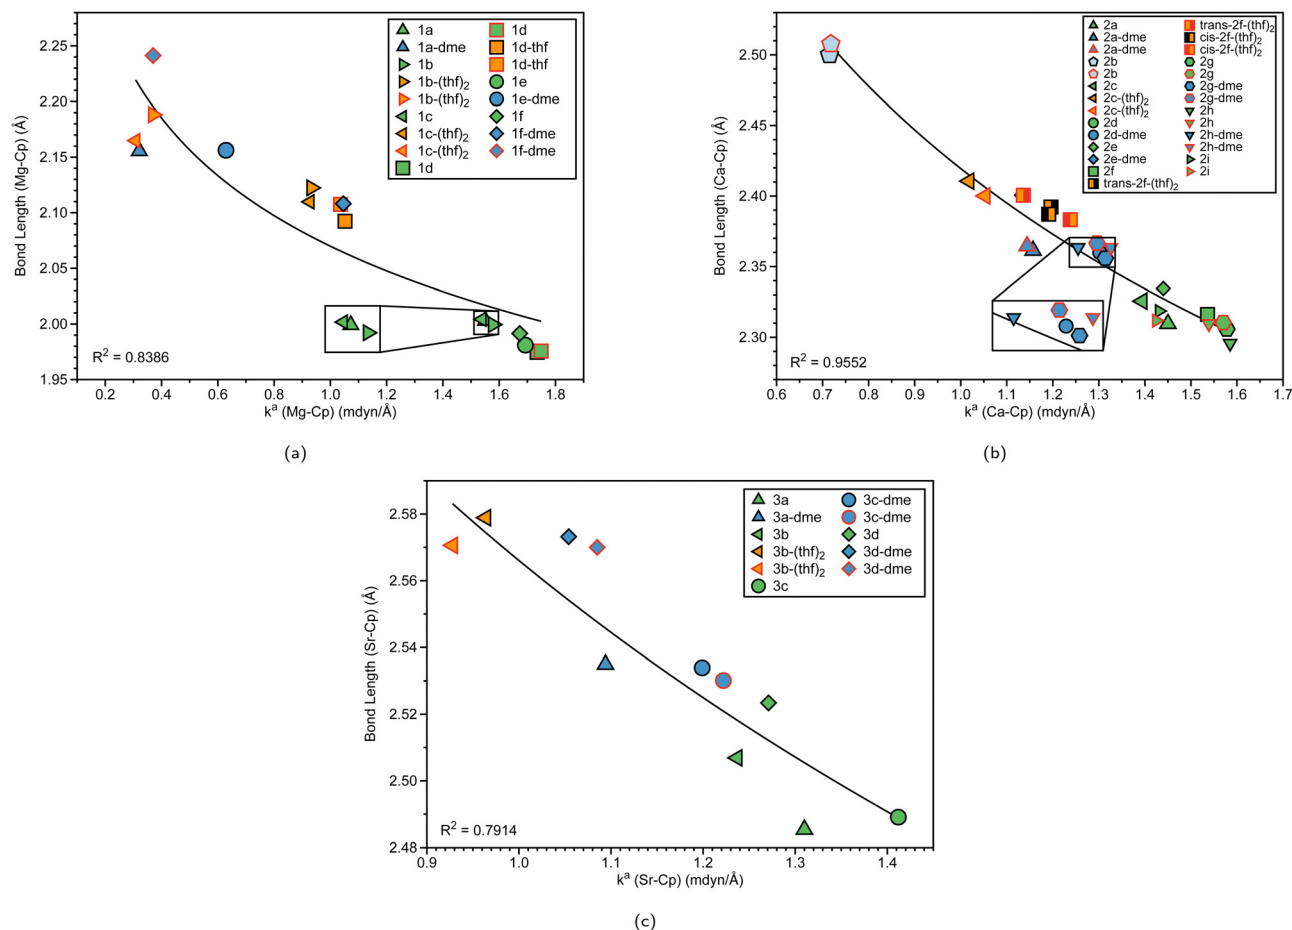 2.25
2.20
2.15
2.10
2.05
2.00
1.95
0.2 0.4 0.6 0.8 1.0 1.2 1.4 1.6 1.8
Bond Length (Mg-Cp) (Å)
kᵃ (Mg-Cp) (mdyn/Å)
R² = 0.8386
1a
1a-dme
1b
1b-(thf)₂
1b-(thf)₂
1c
1c-(thf)₂
1c-(thf)₂
1d
1d
1d-thf
1d-thf
1e
1e-dme
1f
1f-dme
1f-dme
(a)
2.50
2.45
2.40
2.35
2.30
0.6 0.7 0.8 0.9 1.0 1.1 1.2 1.3 1.4 1.5 1.6 1.7
Bond Length (Ca-Cp) (Å)
kᵃ (Ca-Cp) (mdyn/Å)
R² = 0.9552
2a
2a-dme
2a-dme
2b
2b
2c
2c-(thf)₂
2c-(thf)₂
2d
2d-dme
2e
2e-dme
2f
trans-2f-(thf)₂
trans-2f-(thf)₂
cis-2f-(thf)₂
cis-2f-(thf)₂
2g
2g
2g-dme
2g-dme
2h
2h
2h-dme
2h-dme
2i
2i
(b)
2.58
2.56
2.54
2.52
2.50
2.48
0.9 1.0 1.1 1.2 1.3 1.4
Bond Length (Sr-Cp) (Å)
kᵃ (Sr-Cp) (mdyn/Å)
R² = 0.7914
3a
3a-dme
3b
3b-(thf)₂
3b-(thf)₂
3c
3c-dme
3c-dme
3d
3d-dme
3d-dme
(c)